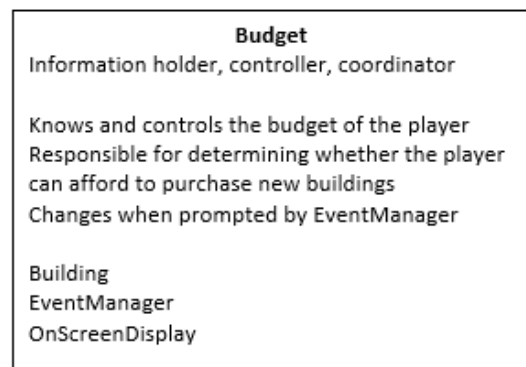 Budget
Information holder, controller, coordinator
Knows and controls the budget of the player
Responsible for determining whether the player
can afford to purchase new buildings
Changes when prompted by EventManager
Building
EventManager
OnScreenDisplay